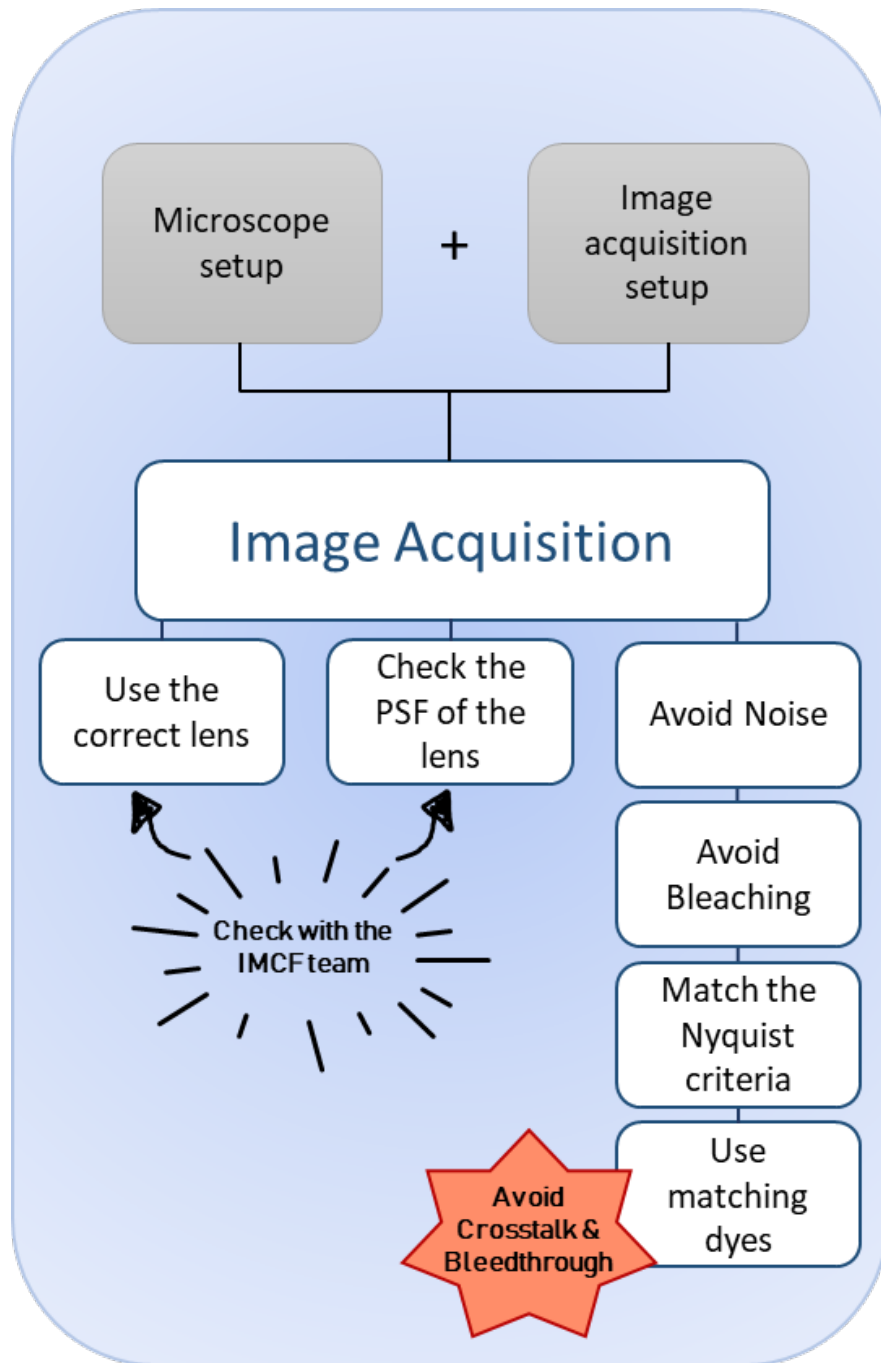 Microscope
setup
+
Image
acquisition
setup
Image Acquisition
Use the
correct lens
Check the
PSF of the
lens
Avoid Noise
Avoid
Bleaching
Check with the
IMCF team
Match the
Nyquist
criteria
Use
matching
dyes
Avoid
Crosstalk &
Bleedthrough